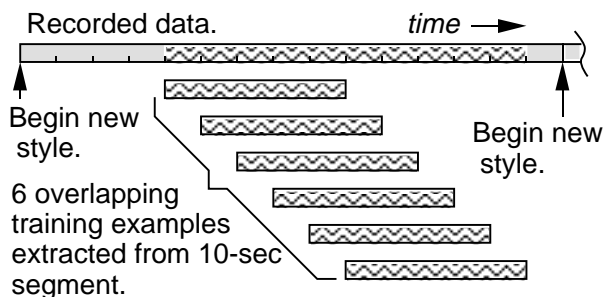 Recorded data.
time
Begin new
style.
Begin new
style.
6 overlapping
training examples
extracted from 10-sec
segment.